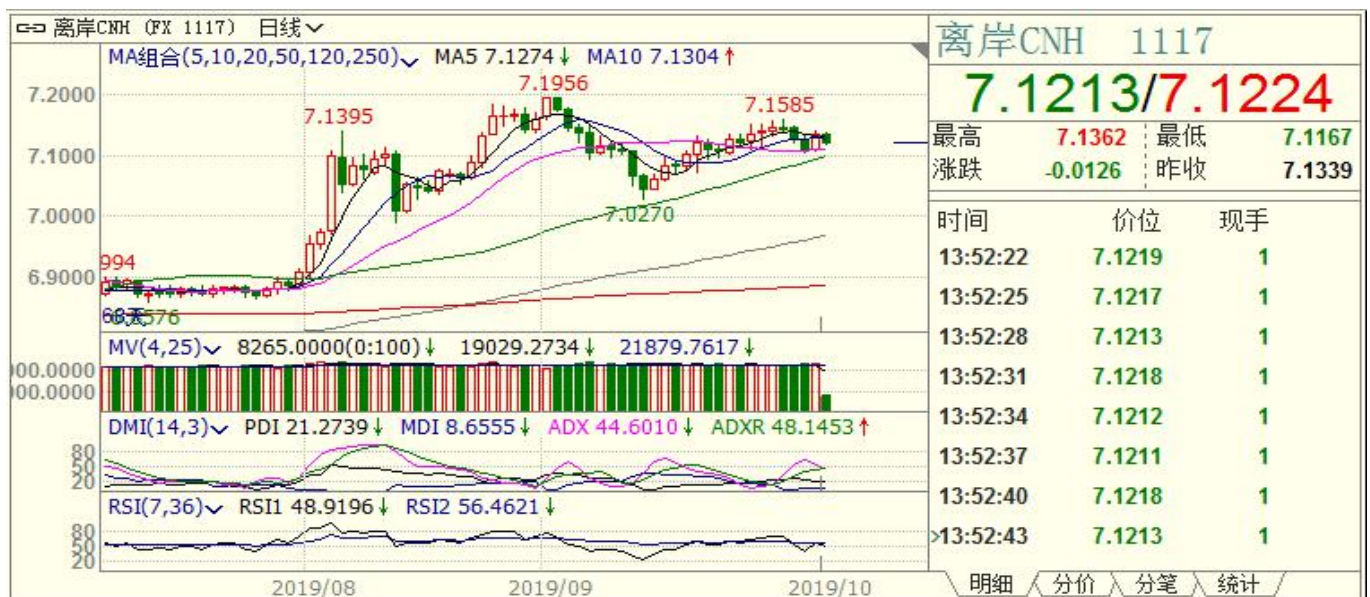 离岸CNH (FX 1117) 日线
MA组合(5,10,20,50,120,250) MA5 7.1274↓ MA10 7.1304↑
7.2000
7.1000
7.0000
6.9000
7.1395
7.1956
7.1585
7.0270
994
MV(4,25) 8265.0000(0:100)↓ 19029.2734↓ 21879.7617↓
000.0000
000.0000
DMI(14,3) PDI 21.2739↓ MDI 8.6555↓ ADX 44.6010↓ ADXR 48.1453↑
80
50
20
RSI(7,36) RSI1 48.9196↓ RSI2 56.4621↓
80
50
20
2019/08 2019/09 2019/10
离岸CNH 1117
7.1213/7.1224
最高 7.1362 最低 7.1167
涨跌 -0.0126 昨收 7.1339
时间 价位 现手
13:52:22 7.1219 1
13:52:25 7.1217 1
13:52:28 7.1213 1
13:52:31 7.1218 1
13:52:34 7.1212 1
13:52:37 7.1211 1
13:52:40 7.1218 1
>13:52:43 7.1213 1
明细 分价 分笔 统计